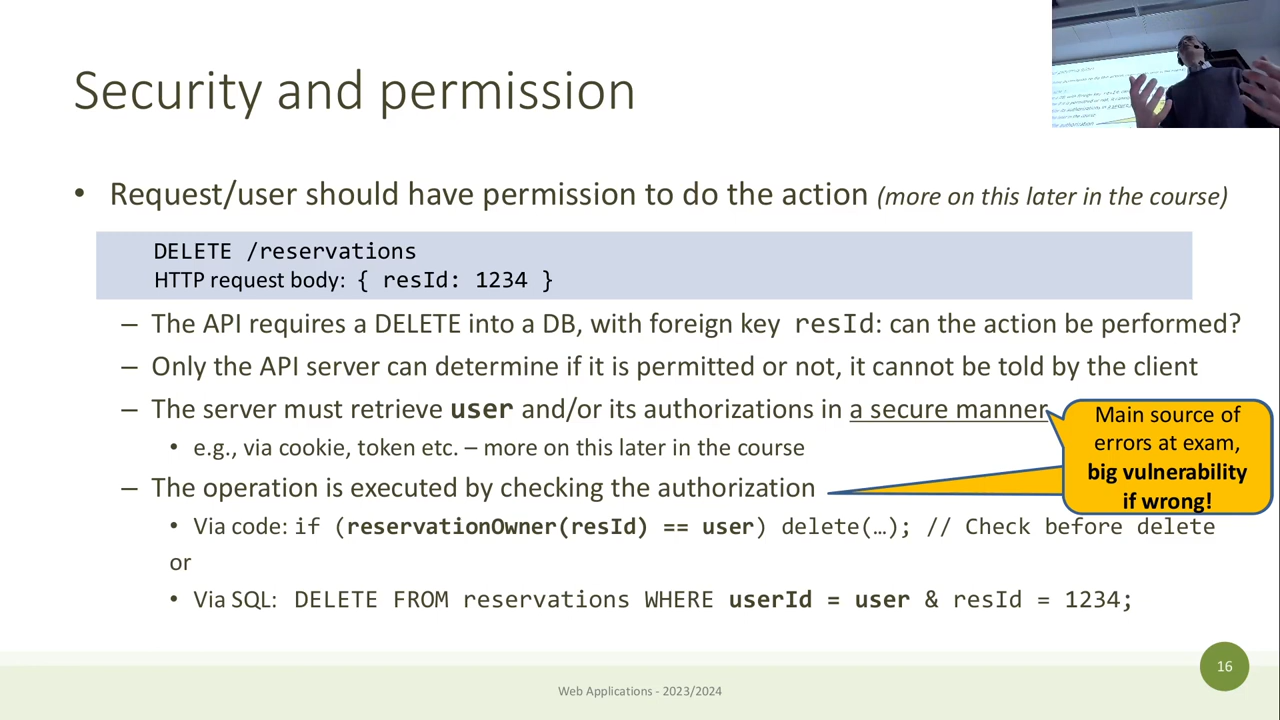 Security and permission
• Request/user should have permission to do the action (more on this later in the course)
DELETE /reservations
HTTP request body: { resId: 1234 }
– The API requires a DELETE into a DB, with foreign key resId: can the action be performed?
– Only the API server can determine if it is permitted or not, it cannot be told by the client
– The server must retrieve user and/or its authorizations in a secure manner
• e.g., via cookie, token etc. – more on this later in the course
– The operation is executed by checking the authorization
Main source of
errors at exam,
big vulnerability
if wrong!
• Via code: if (reservationOwner(resId) == user) delete(…); // Check before delete
or
• Via SQL: DELETE FROM reservations WHERE userId = user & resId = 1234;
16
Web Applications - 2023/2024